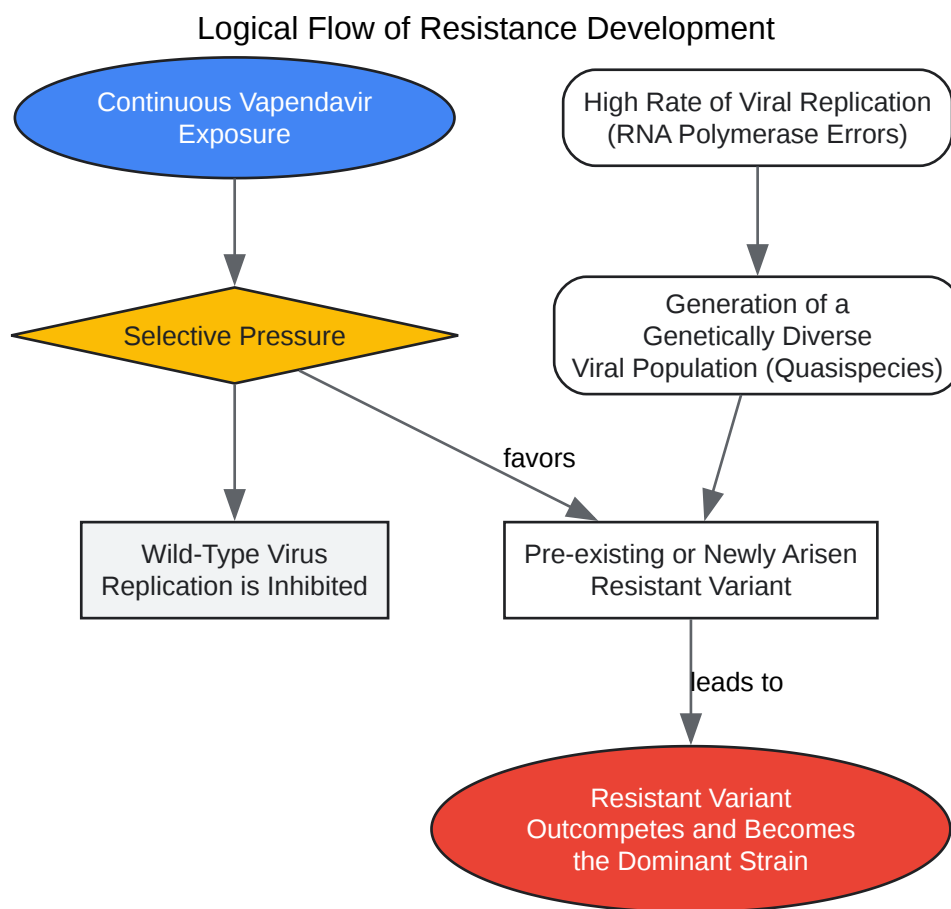 Logical Flow of Resistance Development
Continuous Vapendavir
Exposure
High Rate of Viral Replication
(RNA Polymerase Errors)
Selective Pressure
Generation of a
Genetically Diverse
Viral Population (Quasispecies)
favors
Wild-Type Virus
Replication is Inhibited
Pre-existing or Newly Arisen
Resistant Variant
leads to
Resistant Variant
Outcompetes and Becomes
the Dominant Strain